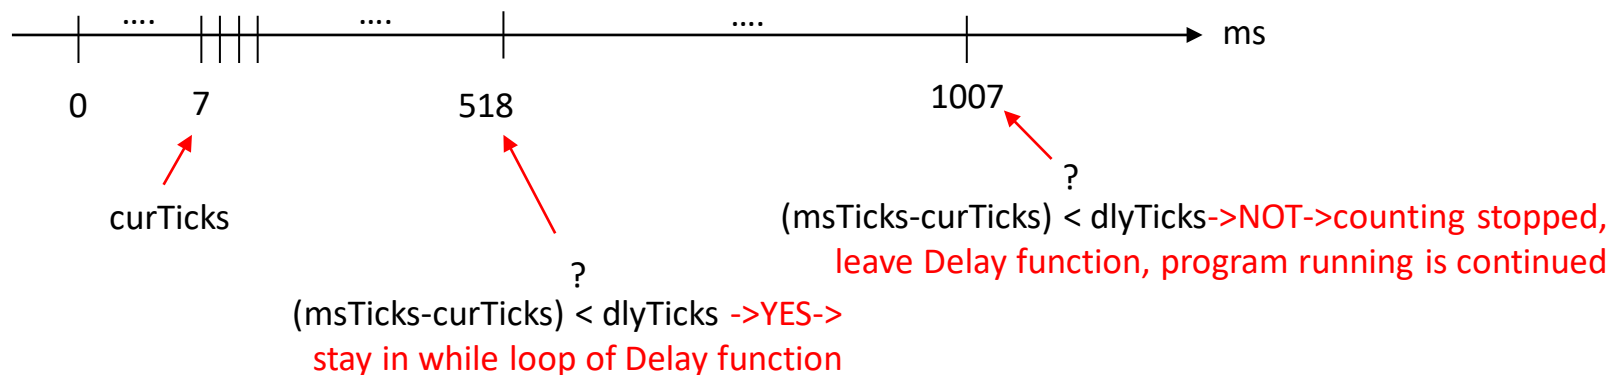 .... .... ....
ms
0 7 518 1007
curTicks
?
(msTicks-curTicks) < dlyTicks->NOT->counting stopped,
leave Delay function, program running is continued
?
(msTicks-curTicks) < dlyTicks ->YES->
stay in while loop of Delay function